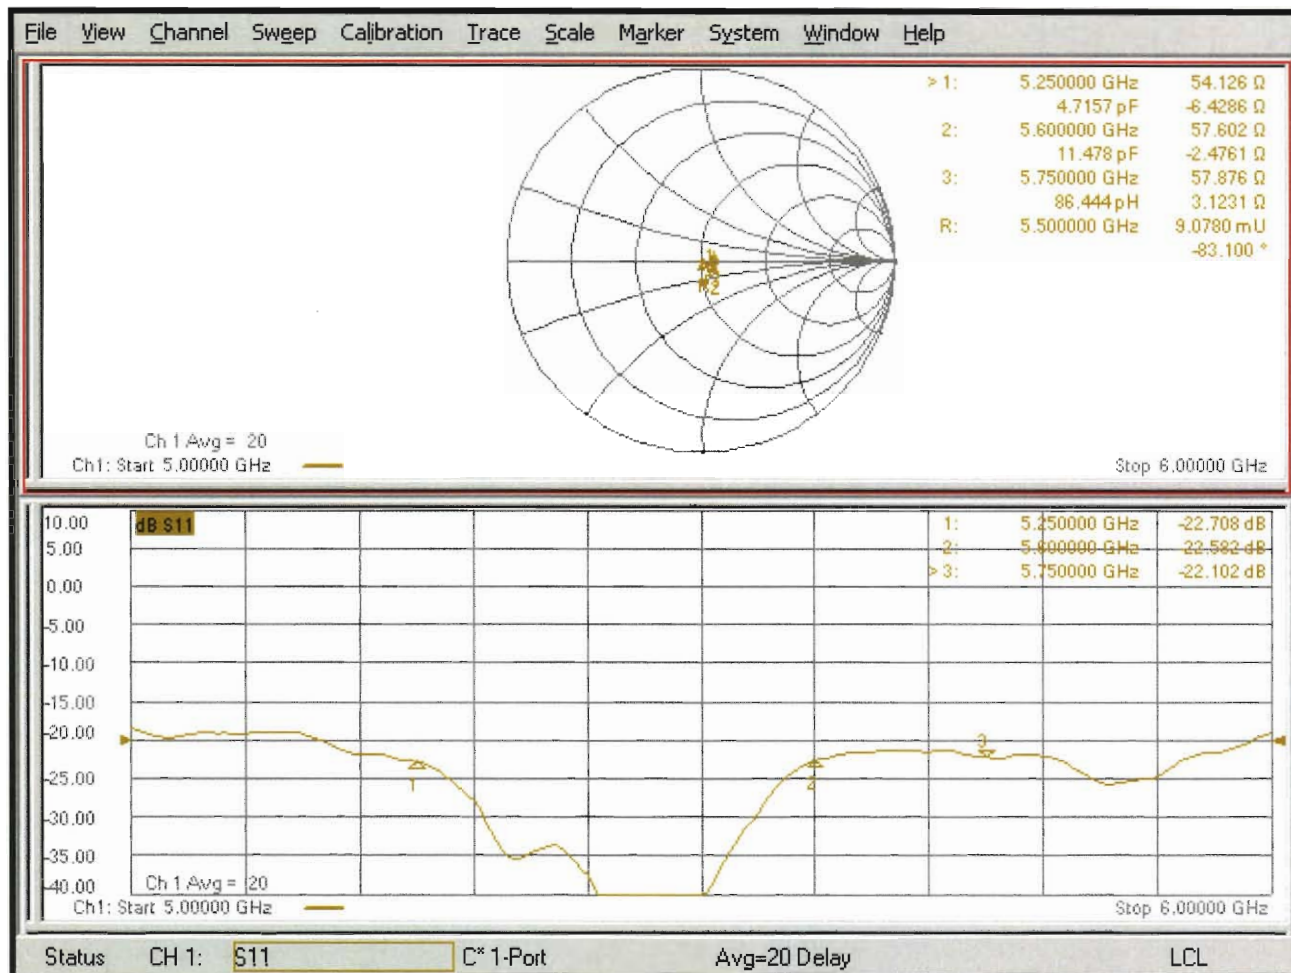 File View Channel Sweep Calibration Trace Scale Marker System Window Help
> 1: 5.250000 GHz 54.126 Ω
4.7157 pF -6.4286 Ω
2: 5.600000 GHz 57.602 Ω
11.478 pF -2.4761 Ω
3: 5.750000 GHz 57.876 Ω
86.444 pH 3.1231 Ω
R: 5.500000 GHz 9.0780 mU
-83.100 °
Ch 1 Avg = 20
Ch1: Start 5.00000 GHz Stop 6.00000 GHz
10.00 dB S11 1: 5.250000 GHz -22.708 dB
5.00 2: 5.600000 GHz -22.582 dB
0.00 > 3: 5.750000 GHz -22.102 dB
-5.00
-10.00
-15.00
-20.00
3
-25.00
1 2
-30.00
-35.00
-40.00 Ch 1 Avg = 20
Ch1: Start 5.00000 GHz Stop 6.00000 GHz
Status CH 1: S11 C* 1-Port Avg=20 Delay LCL